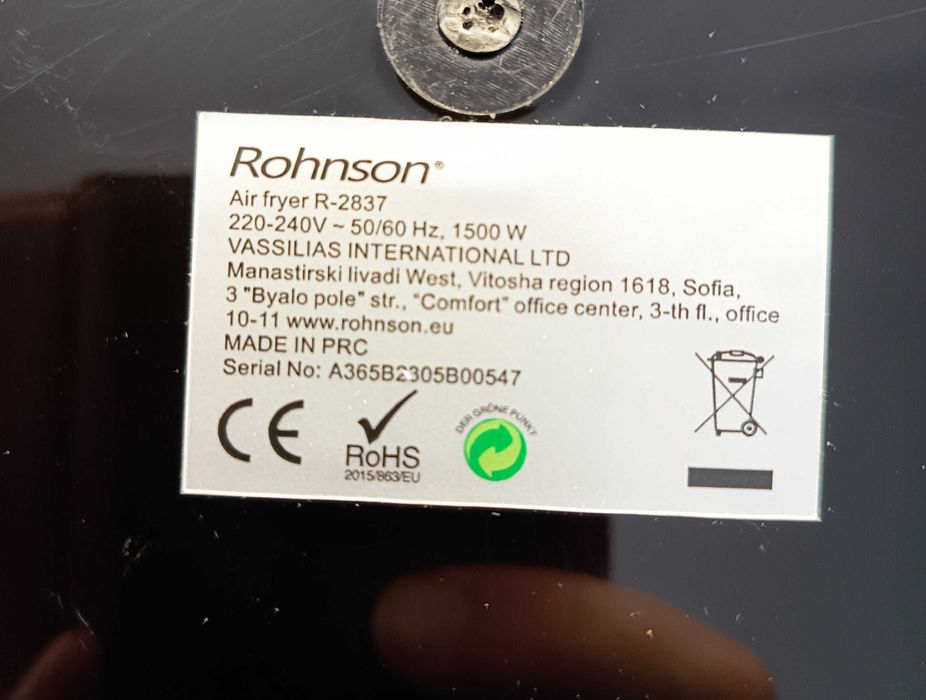 Rohnson®
Air fryer R-2837
220-240V ~ 50/60 Hz, 1500 W
VASSILIAS INTERNATIONAL LTD
Manastirski livadi West, Vitosha region 1618, Sofia,
3 "Byalo pole" str., “Comfort” office center, 3-th fl., office
10-11 www.rohnson.eu
MADE IN PRC
Serial No: A365B2305B00547
CE
RoHS
2015/863/EU
DER GRÜNE PUNKT